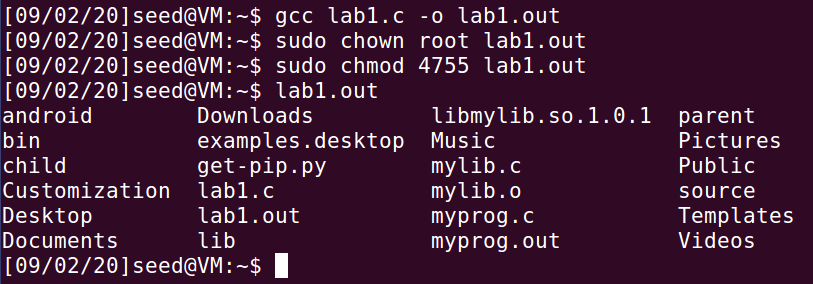 [09/02/20]seed@VM:~$ gcc lab1.c -o lab1.out
[09/02/20]seed@VM:~$ sudo chown root lab1.out
[09/02/20]seed@VM:~$ sudo chmod 4755 lab1.out
[09/02/20]seed@VM:~$ lab1.out
android        Downloads         libmylib.so.1.0.1  parent
bin            examples.desktop  Music              Pictures
child          get-pip.py        mylib.c            Public
Customization  lab1.c            mylib.o            source
Desktop        lab1.out          myprog.c           Templates
Documents      lib               myprog.out         Videos
[09/02/20]seed@VM:~$